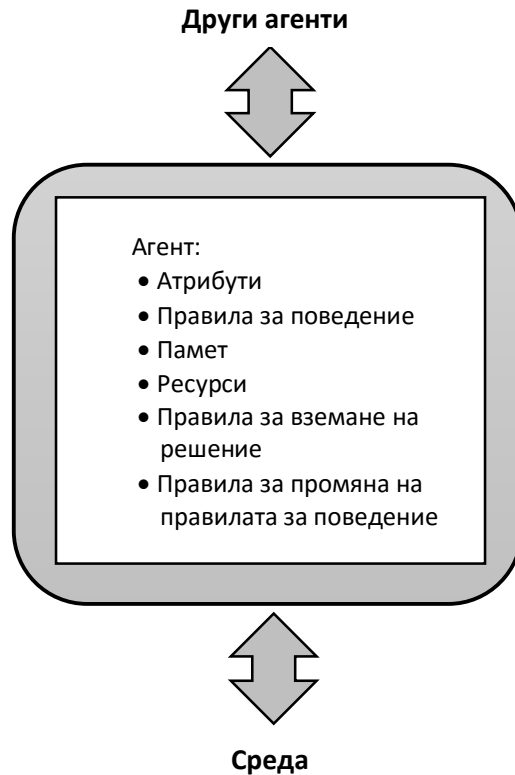 Други агенти
Агент:
• Атрибути
• Правила за поведение
• Памет
• Ресурси
• Правила за вземане на
решение
• Правила за промяна на
правилата за поведение
Среда